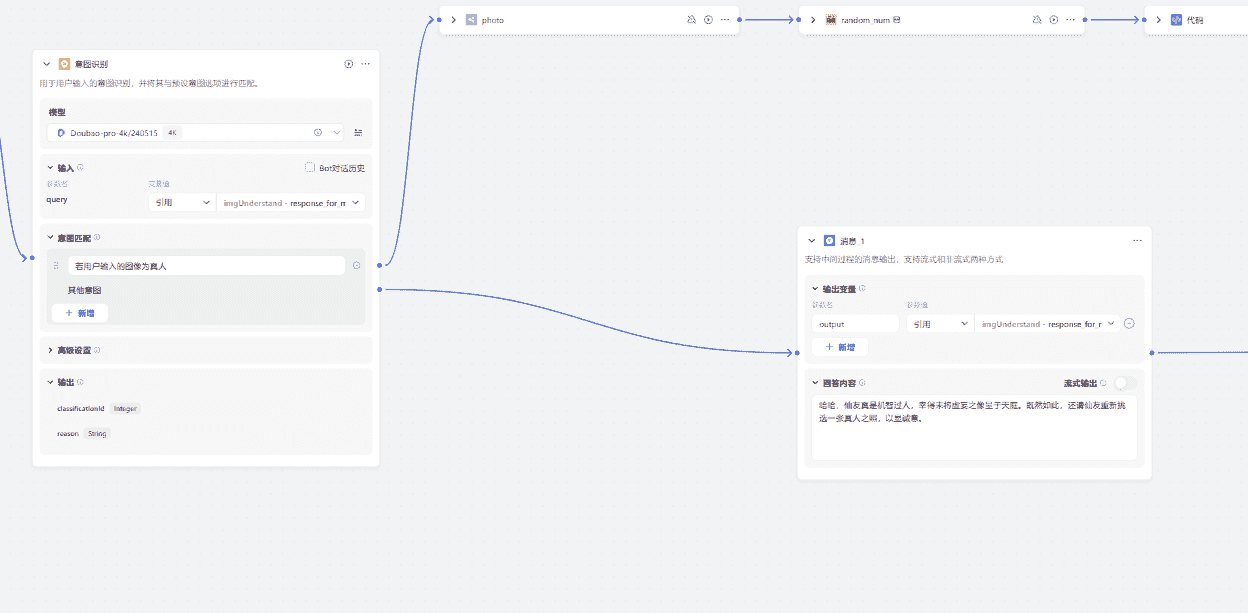 photo
random_num
代码
意图识别
用于用户输入的意图识别，并将其与预设意图选项进行匹配。
模型
Doubao-pro-4k/240515 4K
输入
Bot对话历史
参数名 变量值
query 引用 imgUnderstand - response_for_m
意图匹配
若用户输入的图像为真人
其他意图
新增
高级设置
输出
classificationId Integer
reason String
消息_1
支持中间过程的消息输出，支持流式和非流式两种方式
输出变量
参数名 参数值
output 引用 imgUnderstand - response_for_r
新增
回答内容 流式输出
哈哈，仙友真是机智过人，幸得未将虚妄之像呈于天庭。既然如此，还请仙友重新挑
选一张真人之照，以显诚意。